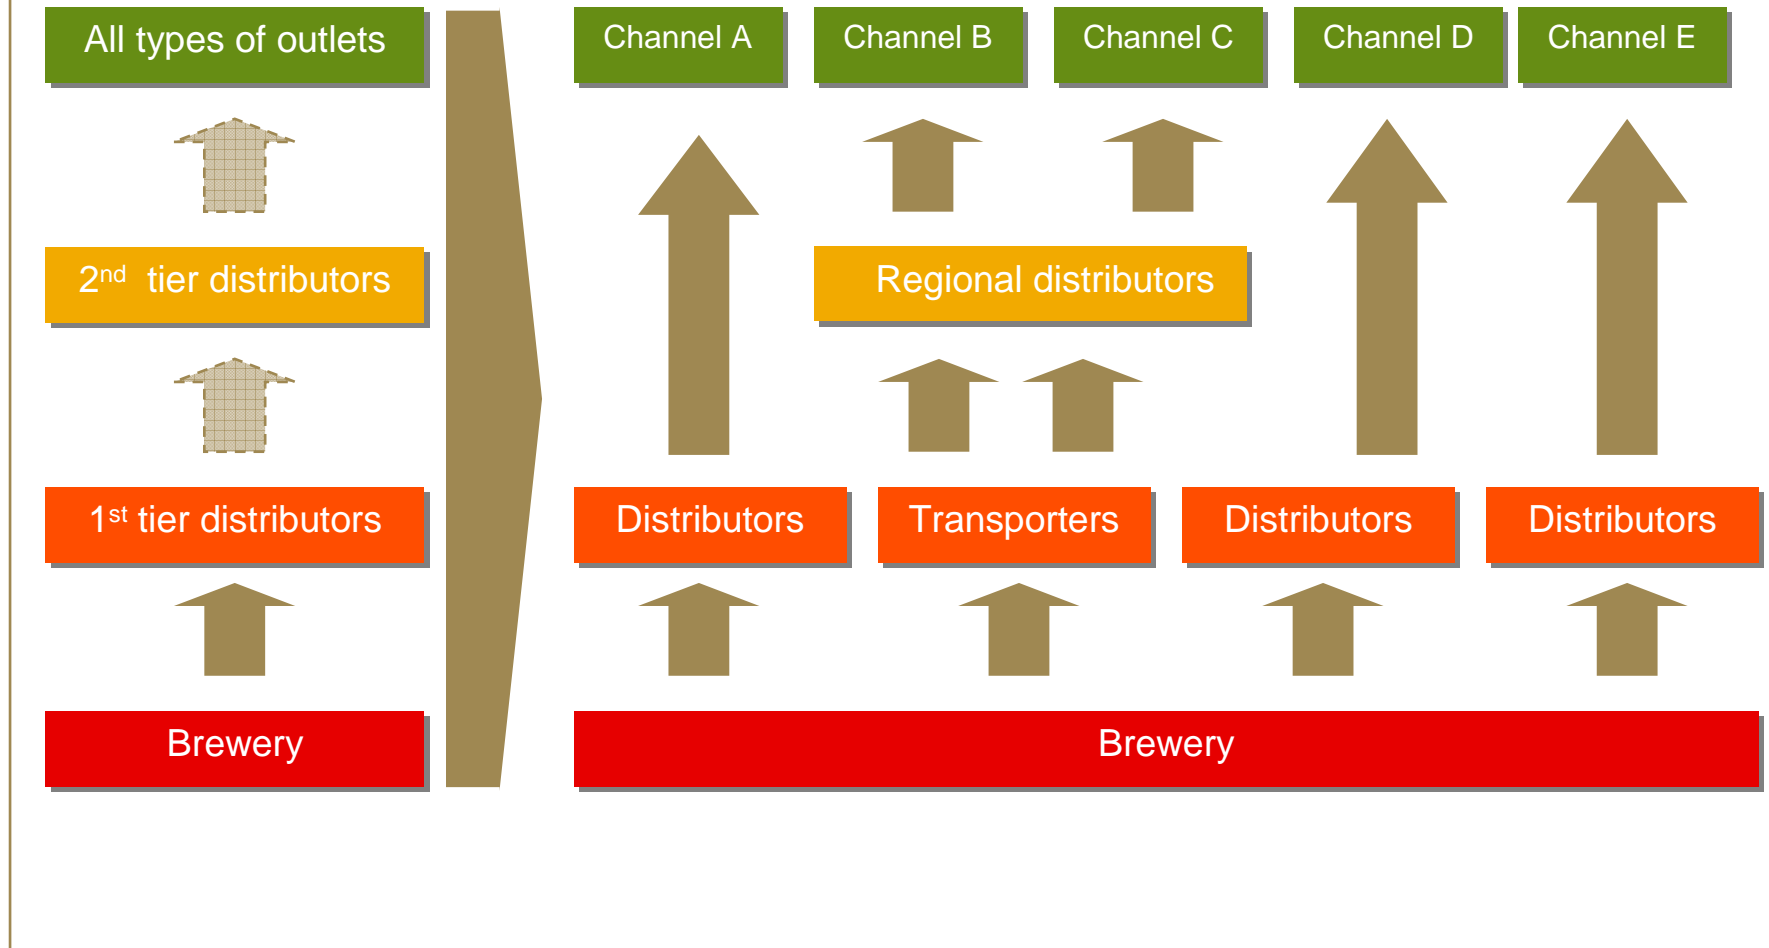 All types of outlets
Channel A
Channel B
Channel C
Channel D
Channel E
2nd tier distributors
Regional distributors
1st tier distributors
Distributors
Transporters
Distributors
Distributors
Brewery
Brewery